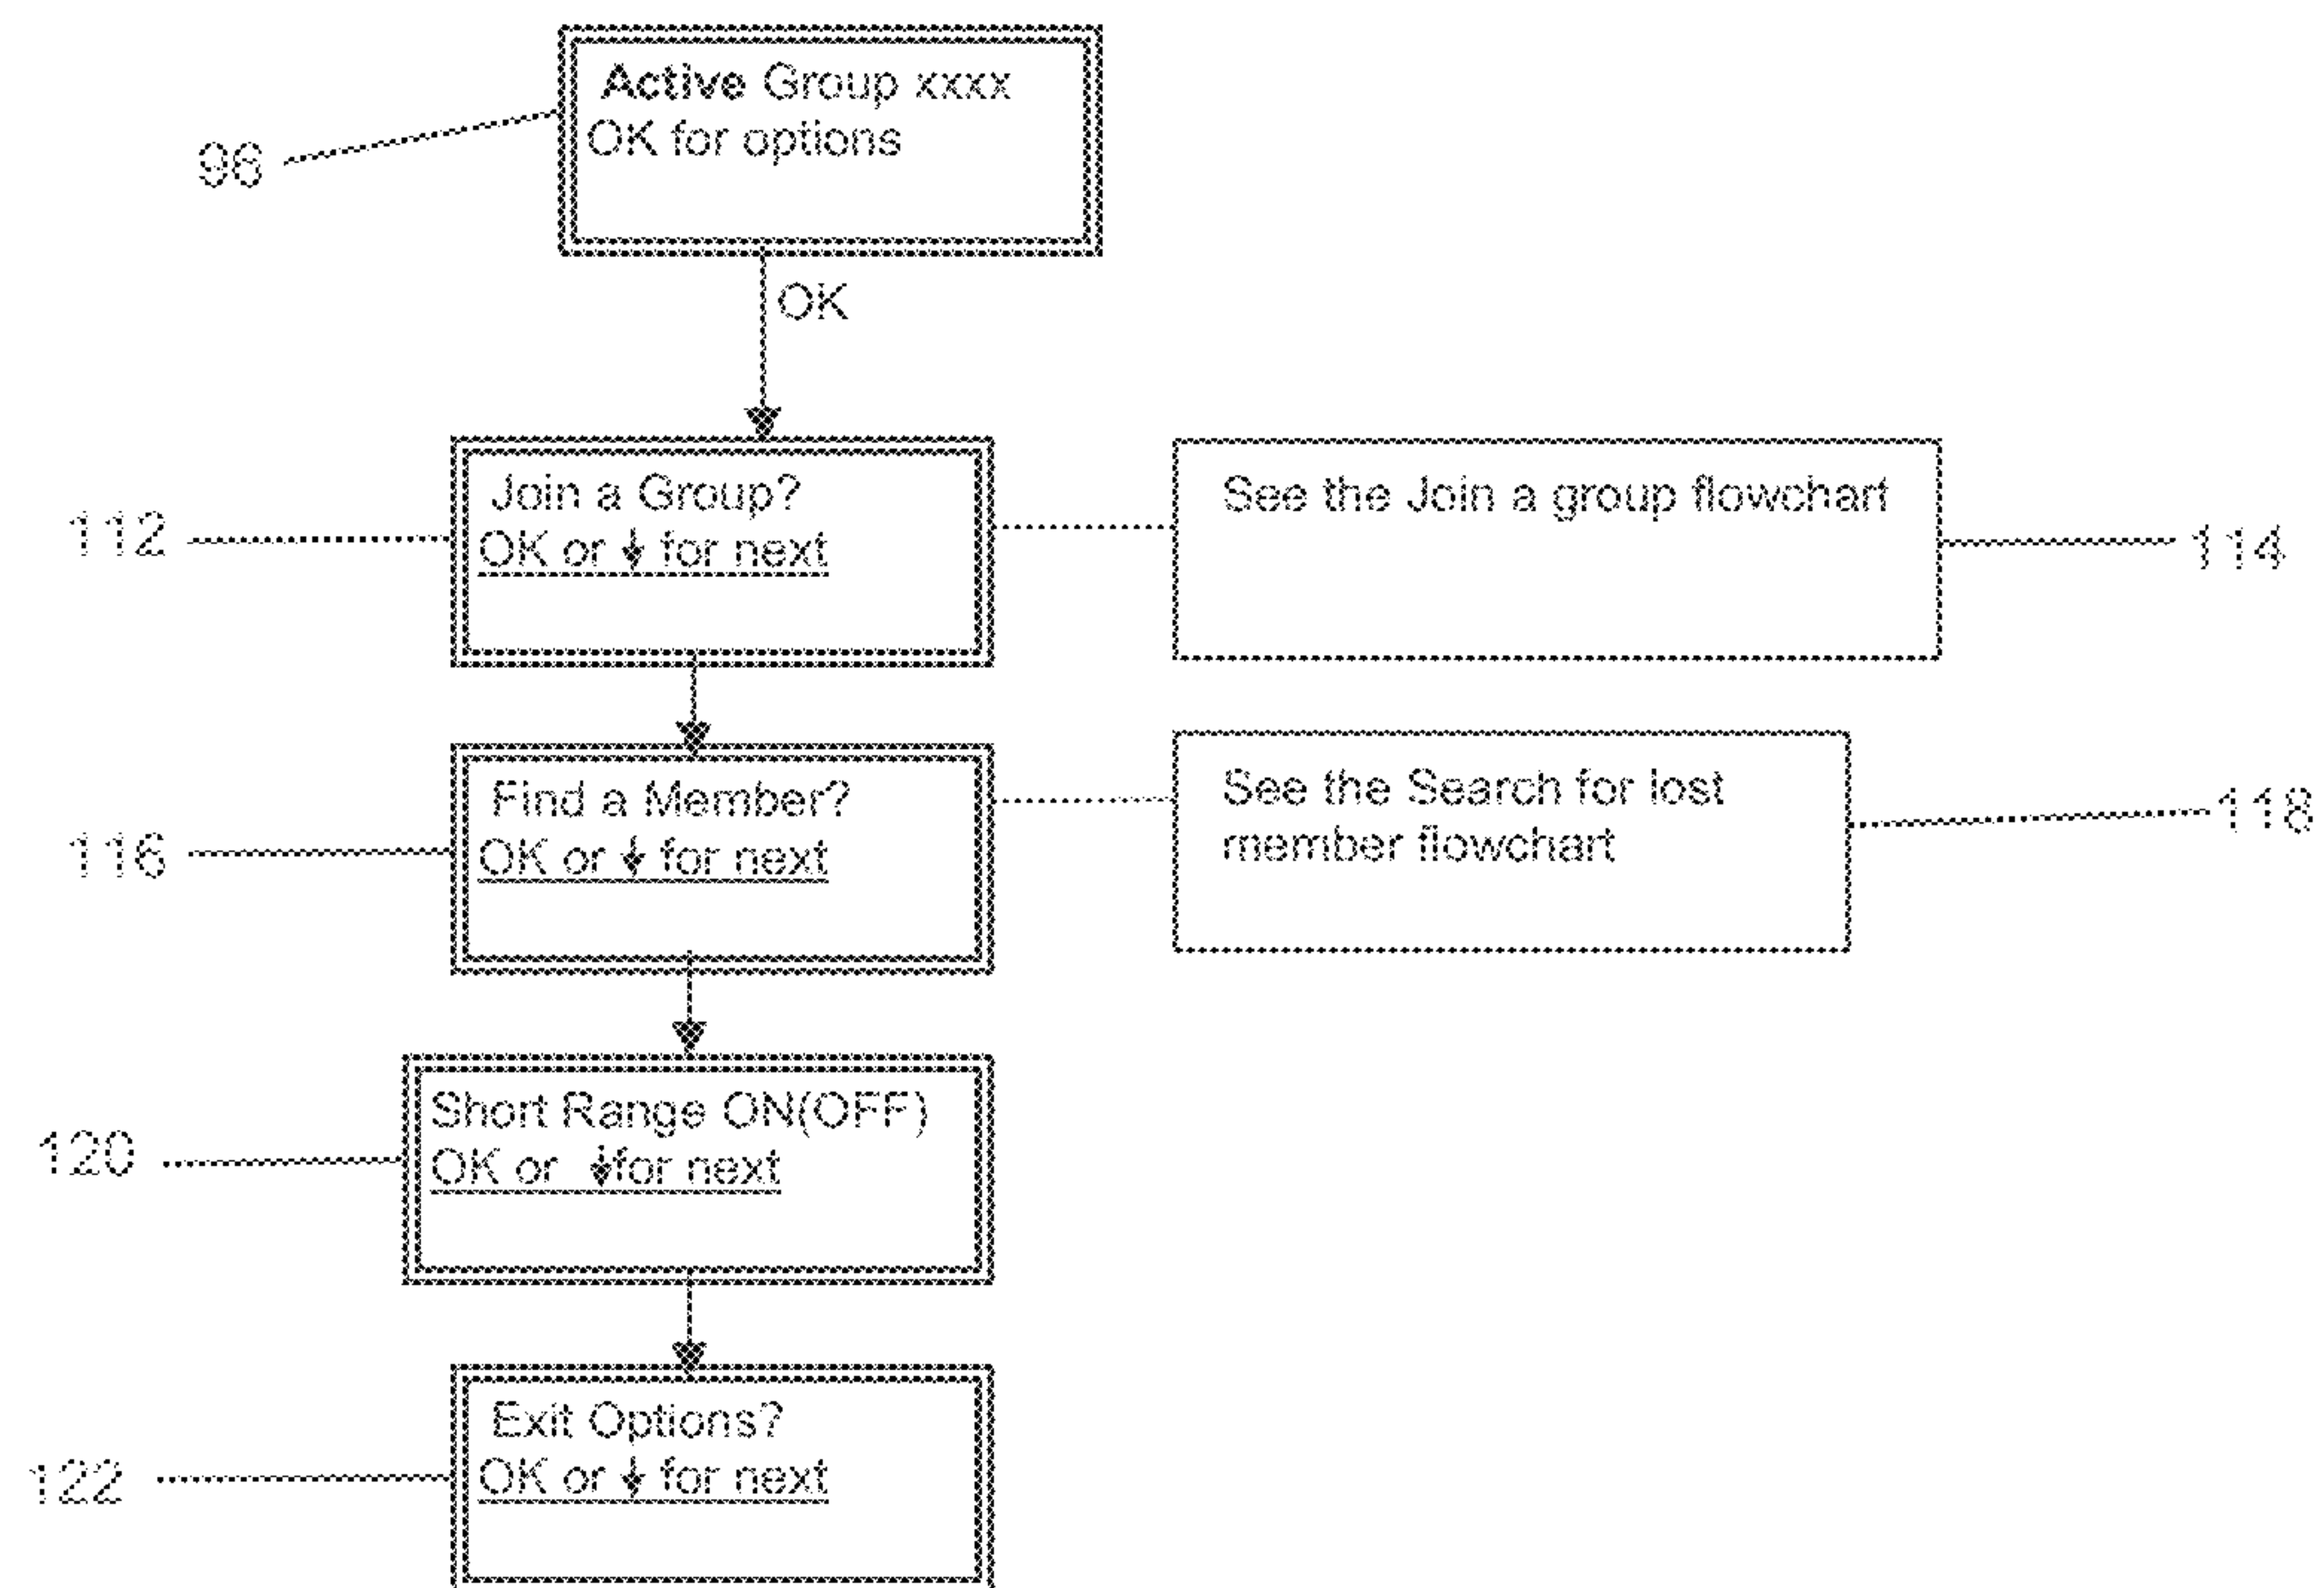 Active Group xxxx
OK for options
96
OK
Join a Group?
OK or ↓ for next
112
See the Join a group flowchart
114
Find a Member?
OK or ↓ for next
116
See the Search for lost
member flowchart
118
Short Range ON(OFF)
OK or ↓for next
120
Exit Options?
OK or ↓ for next
122